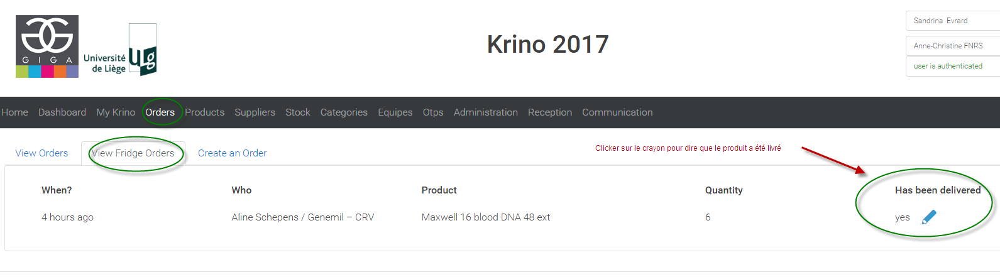 GIGA
Université
de Liège
ulg
Krino 2017
Sandrina Evrard
Anne-Christine FNRS
user is authenticated
Home Dashboard My Krino Orders Products Suppliers Stock Categories Equipes Otps Administration Reception Communication
View Orders View Fridge Orders Create an Order
Clicker sur le crayon pour dire que le produit a été livré
When? Who Product Quantity Has been delivered
4 hours ago Aline Schepens / Genemil – CRV Maxwell 16 blood DNA 48 ext 6 yes